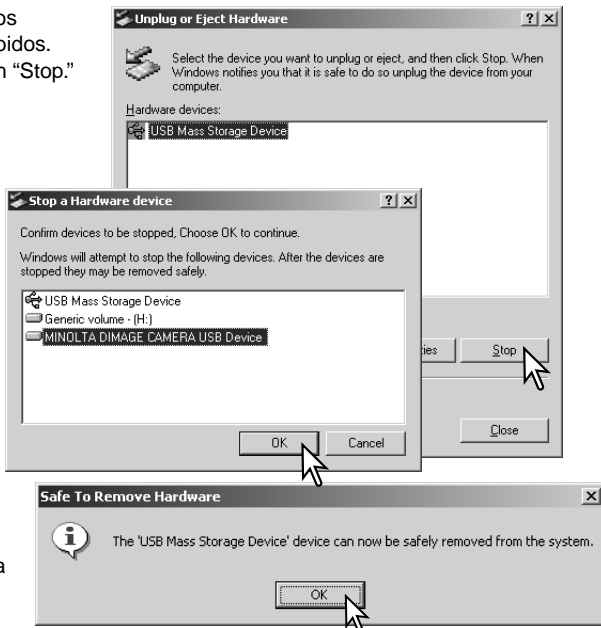 os
oidos.
n “Stop.”
Unplug or Eject Hardware
Select the device you want to unplug or eject, and then click Stop. When
Windows notifies you that it is safe to do so unplug the device from your
computer.
Hardware devices:
USB Mass Storage Device
ties
Stop
Close
Stop a Hardware device
Confirm devices to be stopped, Choose OK to continue.
Windows will attempt to stop the following devices. After the devices are
stopped they may be removed safely.
USB Mass Storage Device
Generic volume - (H:)
MINOLTA DIMAGE CAMERA USB Device
OK Cancel
Safe To Remove Hardware
The 'USB Mass Storage Device' device can now be safely removed from the system.
a
OK